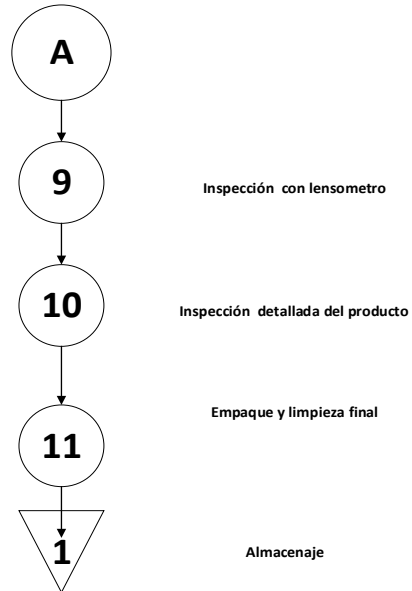 A
9
Inspección con lensometro
10
Inspección detallada del producto
Empaque y limpieza final
11
1
Almacenaje